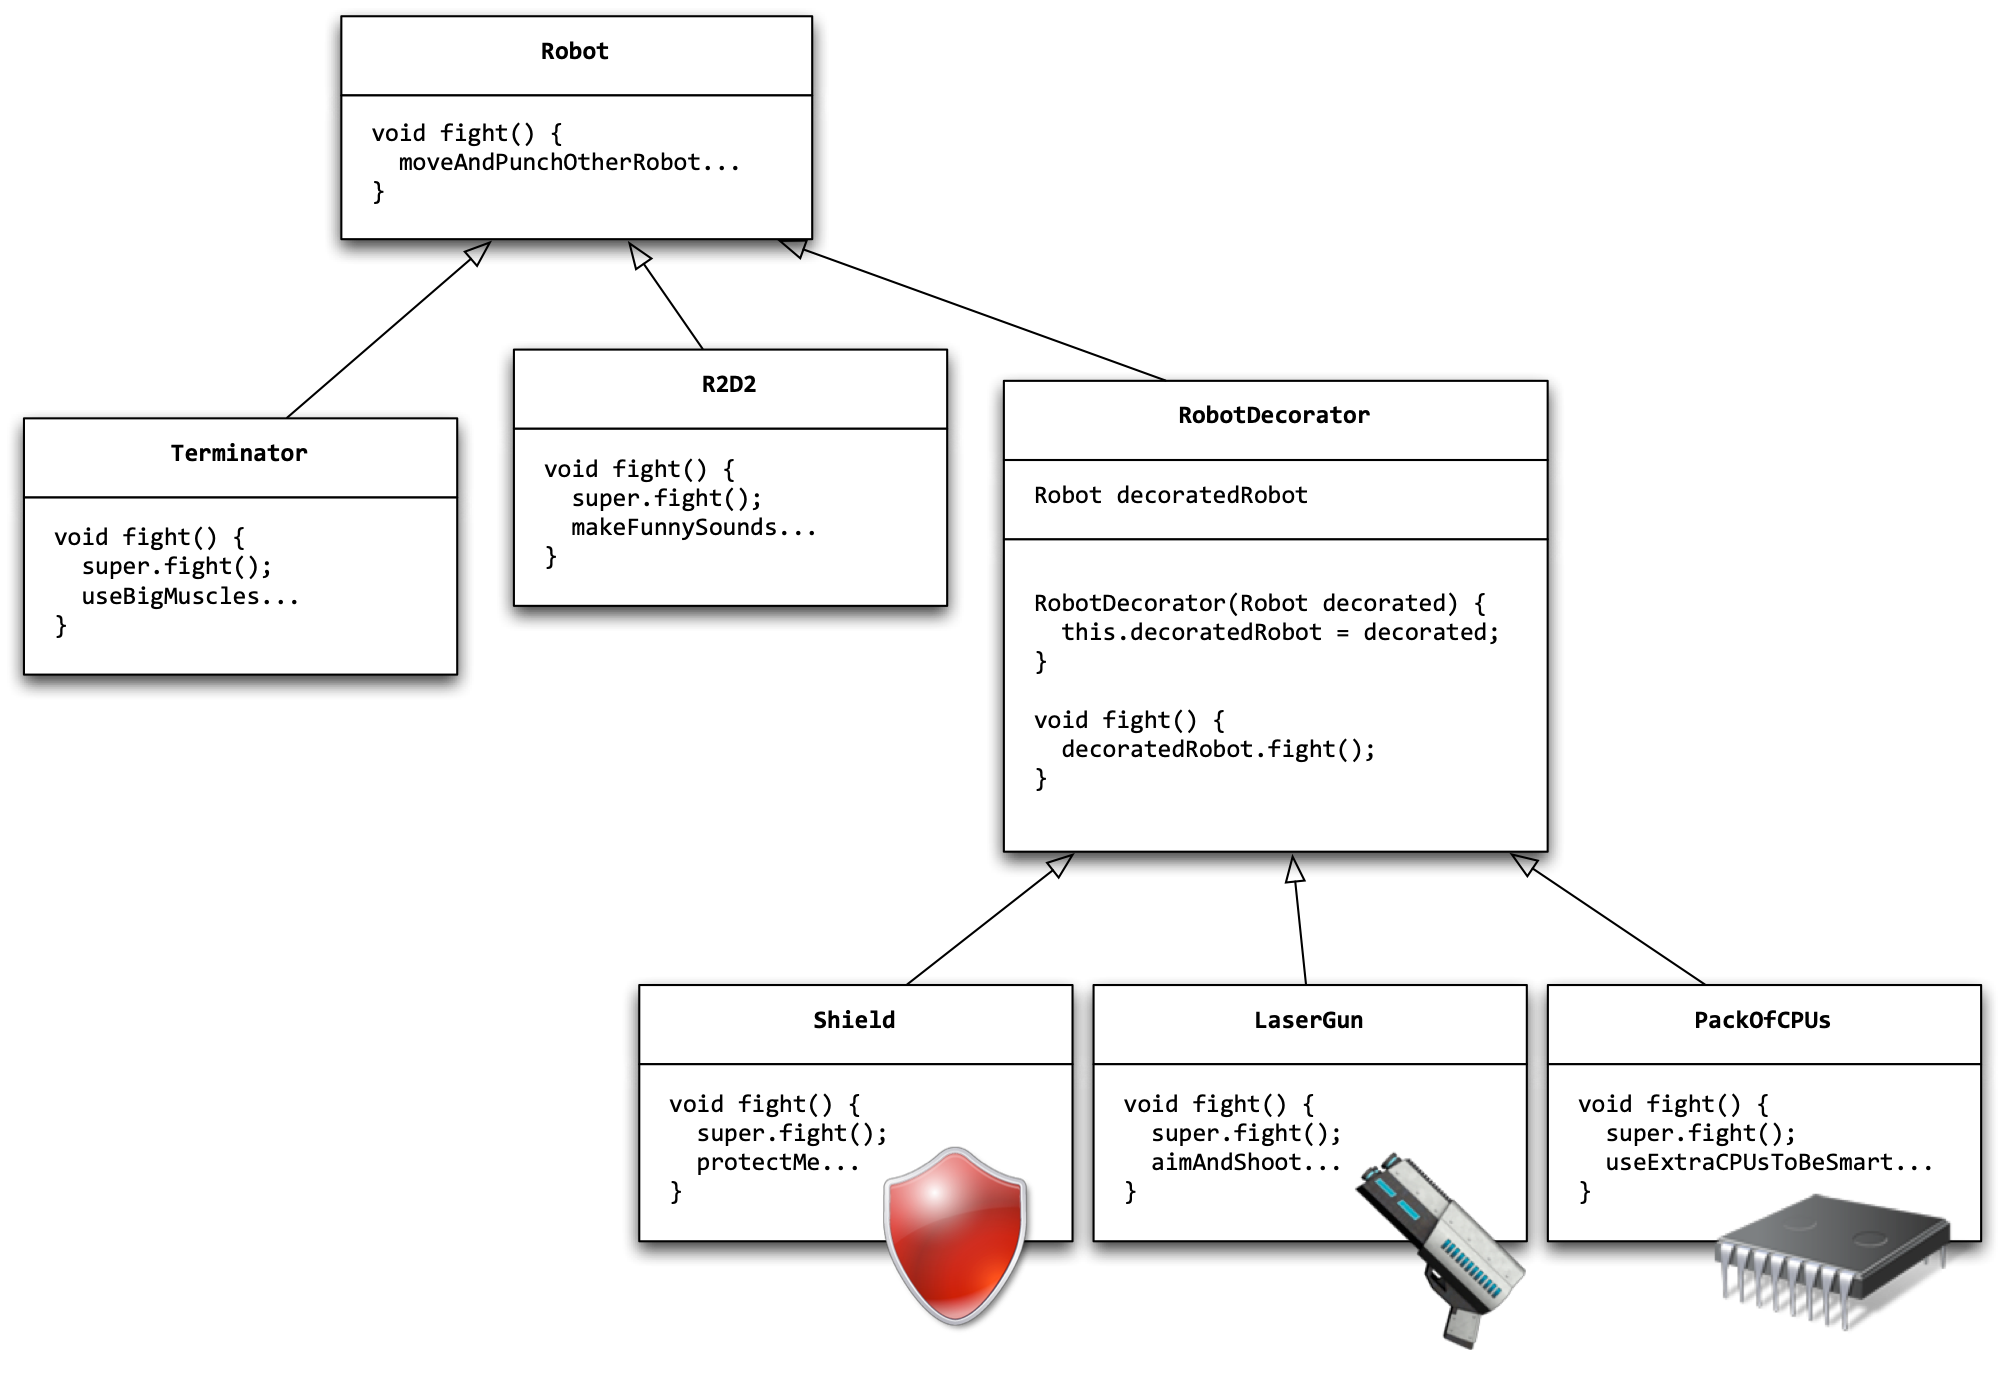 Robot
void fight() {
  moveAndPunchOtherRobot...
}
Terminator
void fight() {
  super.fight();
  useBigMuscles...
}
R2D2
void fight() {
  super.fight();
  makeFunnySounds...
}
RobotDecorator
Robot decoratedRobot
RobotDecorator(Robot decorated) {
  this.decoratedRobot = decorated;
}
void fight() {
  decoratedRobot.fight();
}
Shield
void fight() {
  super.fight();
  protectMe...
}
LaserGun
void fight() {
  super.fight();
  aimAndShoot...
}
PackOfCPUs
void fight() {
  super.fight();
  useExtraCPUsToBeSmart...
}